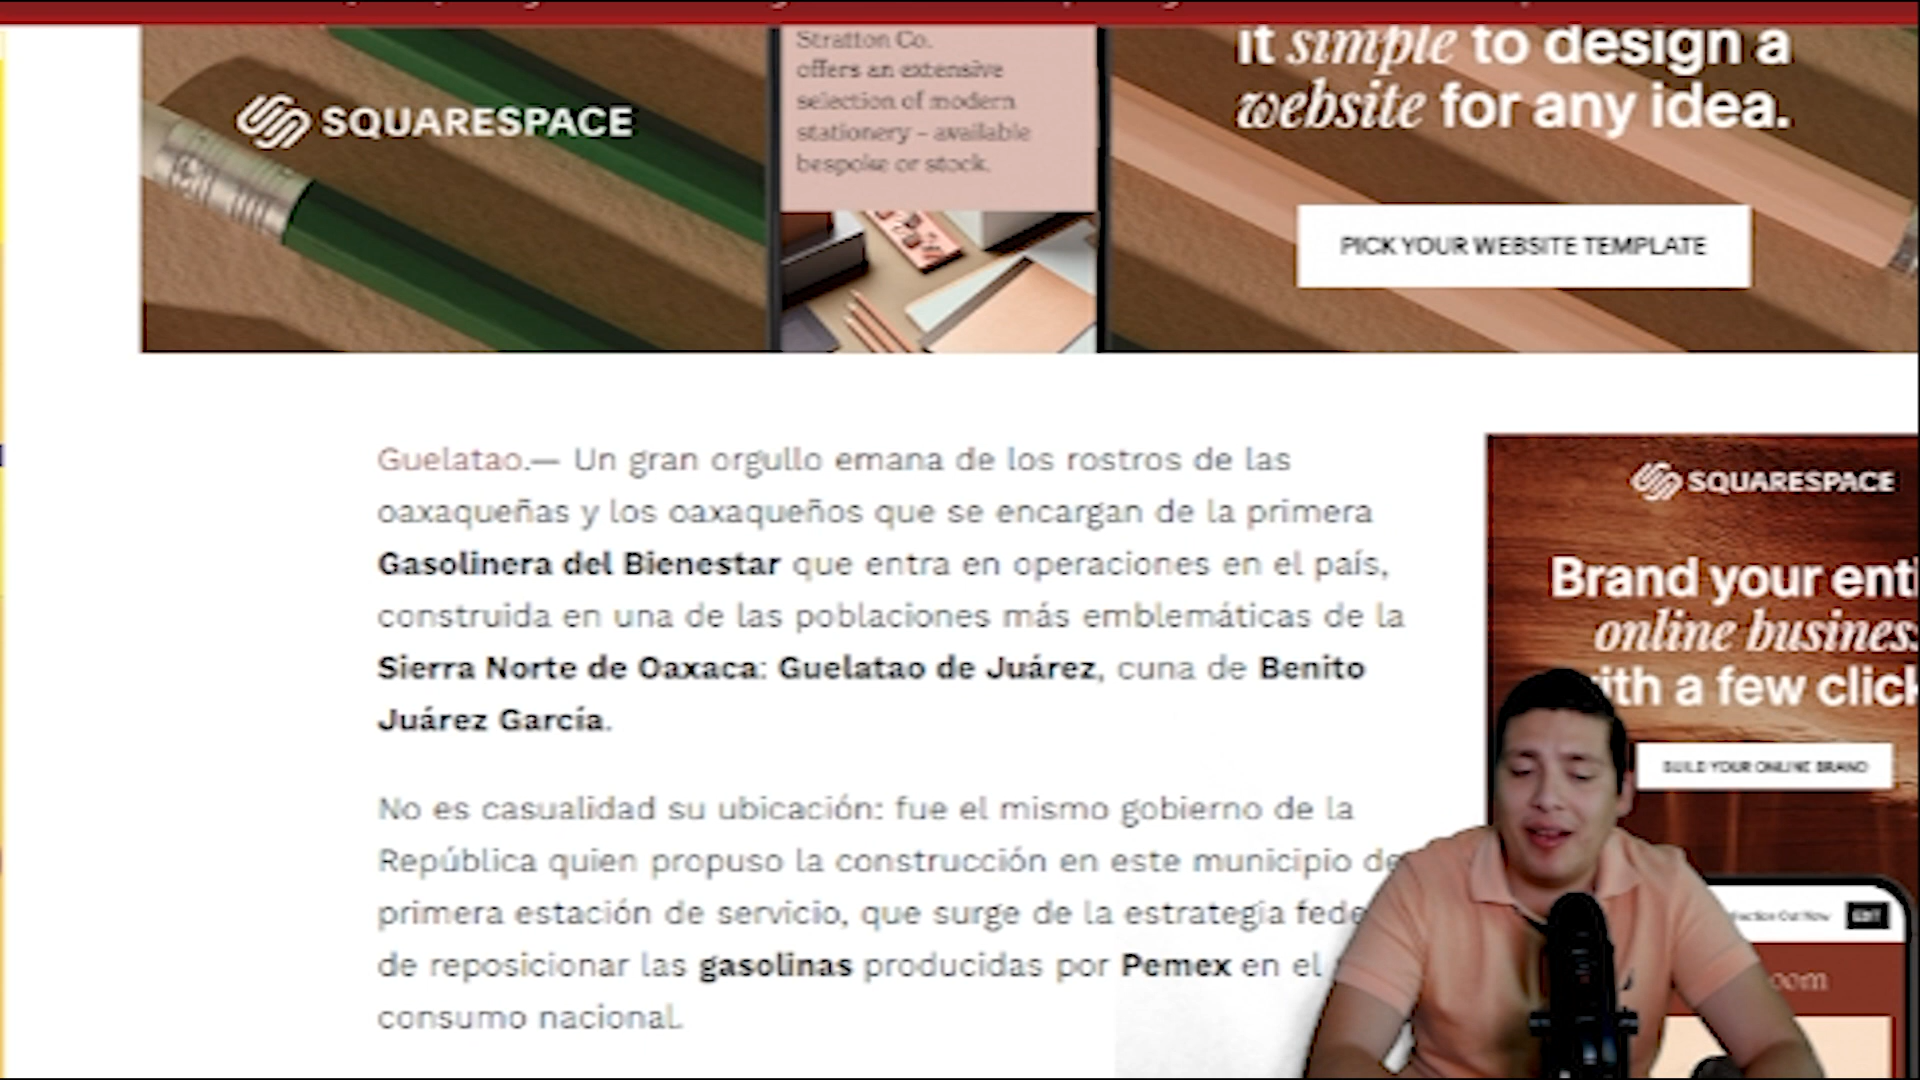 it simple to design a
website for any idea.
SQUARESPACE
Stratton Co.
offers an extensive
selection of modern
stationery – available
bespoke or stock.
PICK YOUR WEBSITE TEMPLATE
Guelatao.— Un gran orgullo emana de los rostros de las
oaxaqueñas y los oaxaqueños que se encargan de la primera
Gasolinera del Bienestar que entra en operaciones en el país,
construida en una de las poblaciones más emblemáticas de la
Sierra Norte de Oaxaca: Guelatao de Juárez, cuna de Benito
Juárez García.
No es casualidad su ubicación: fue el mismo gobierno de la
República quien propuso la construcción en este municipio de
primera estación de servicio, que surge de la estrategia fede
de reposicionar las gasolinas producidas por Pemex en el
consumo nacional.
SQUARESPACE
Brand your enti
online business
with a few click
BUILD YOUR ONLINE BRAND
EDIT
oom